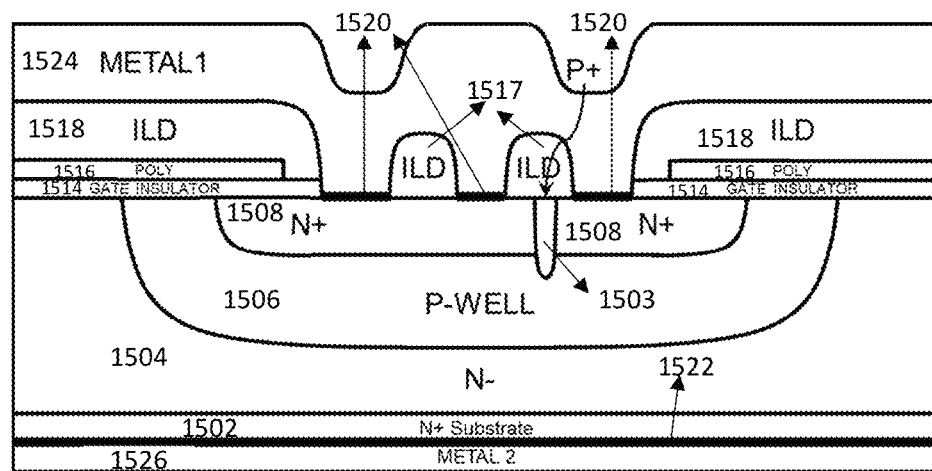 1520 1520
1524 METAL1 P+
1517
1518 ILD 1518 ILD
ILD ILD
1516 POLY 1516 POLY
1514 GATE INSULATOR 1514 GATE INSULATOR
1508 N+ 1508 N+
1506 P-WELL 1503
1504 N- 1522
1502 N+ Substrate
1526 METAL 2